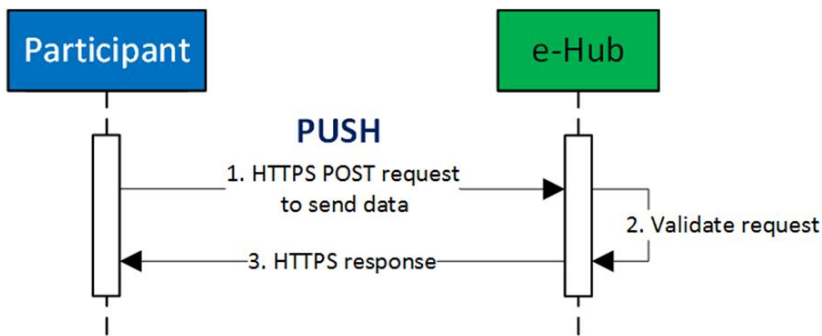 Participant
e-Hub
PUSH
1. HTTPS POST request
to send data
2. Validate request
3. HTTPS response